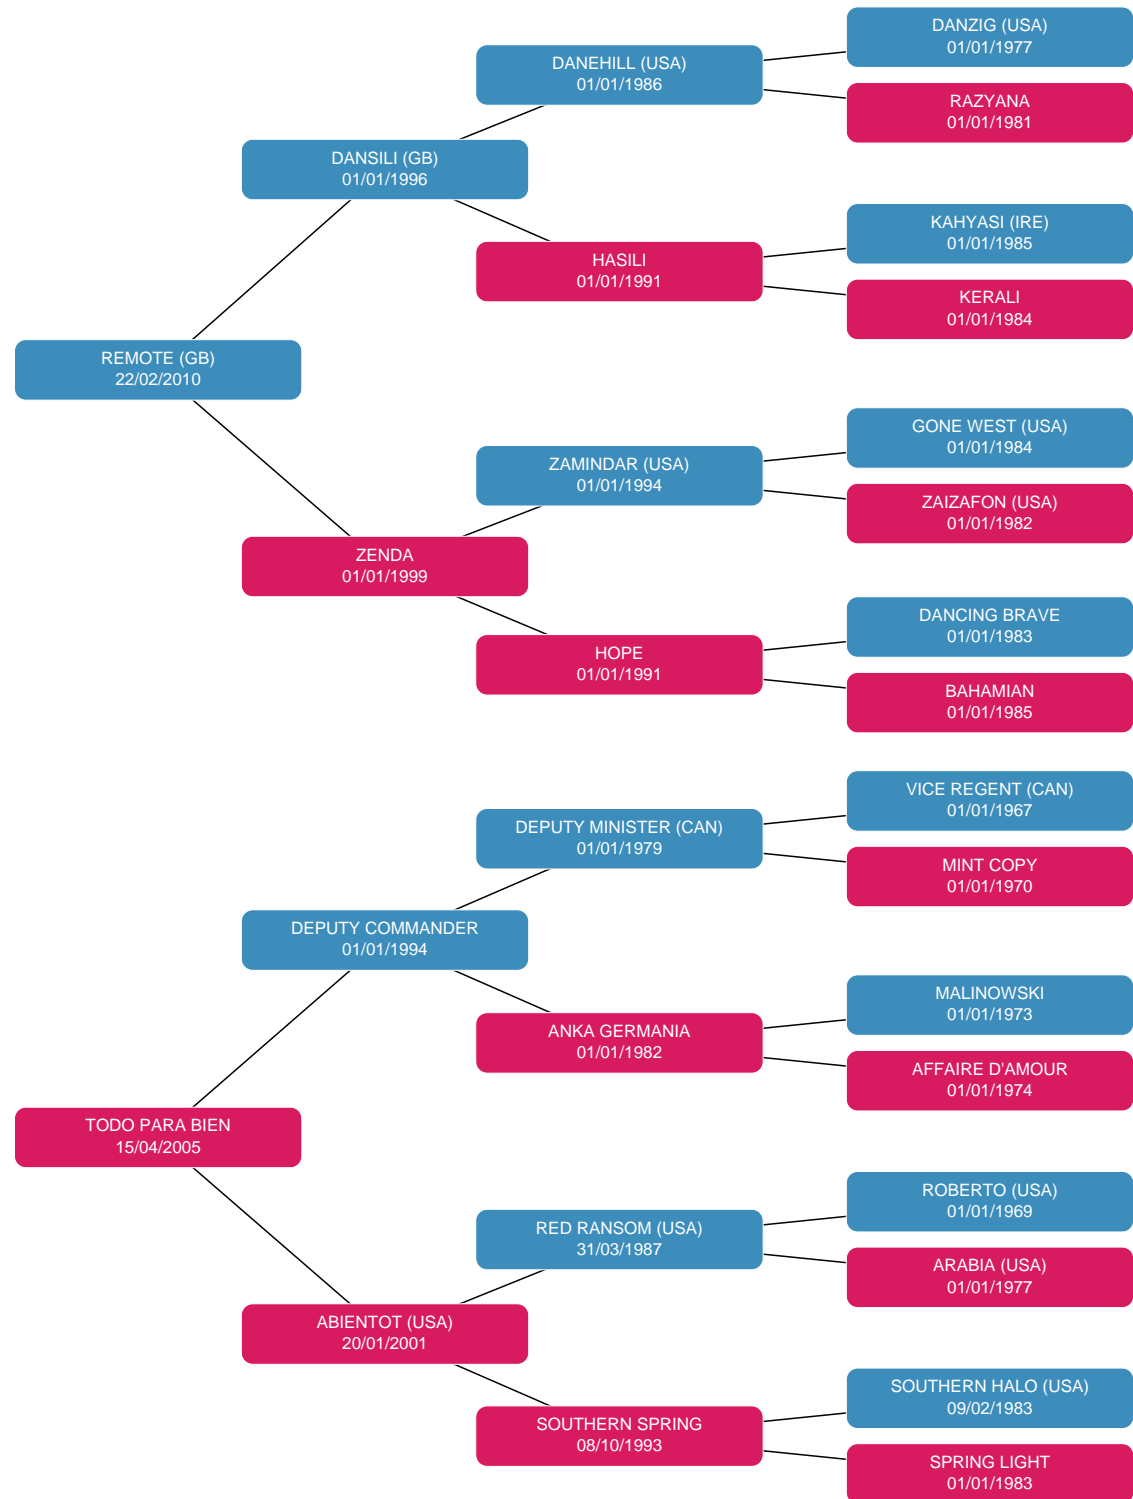 DANZIG (USA)
01/01/1977
DANEHILL (USA)
01/01/1986
RAZYANA
01/01/1981
DANSILI (GB)
01/01/1996
KAHYASI (IRE)
01/01/1985
HASILI
01/01/1991
KERALI
01/01/1984
REMOTE (GB)
22/02/2010
GONE WEST (USA)
01/01/1984
ZAMINDAR (USA)
01/01/1994
ZAIZAFON (USA)
01/01/1982
ZENDA
01/01/1999
DANCING BRAVE
01/01/1983
HOPE
01/01/1991
BAHAMIAN
01/01/1985
VICE REGENT (CAN)
01/01/1967
DEPUTY MINISTER (CAN)
01/01/1979
MINT COPY
01/01/1970
DEPUTY COMMANDER
01/01/1994
MALINOWSKI
01/01/1973
ANKA GERMANIA
01/01/1982
AFFAIRE D'AMOUR
01/01/1974
TODO PARA BIEN
15/04/2005
ROBERTO (USA)
01/01/1969
RED RANSOM (USA)
31/03/1987
ARABIA (USA)
01/01/1977
ABIENTOT (USA)
20/01/2001
SOUTHERN HALO (USA)
09/02/1983
SOUTHERN SPRING
08/10/1993
SPRING LIGHT
01/01/1983